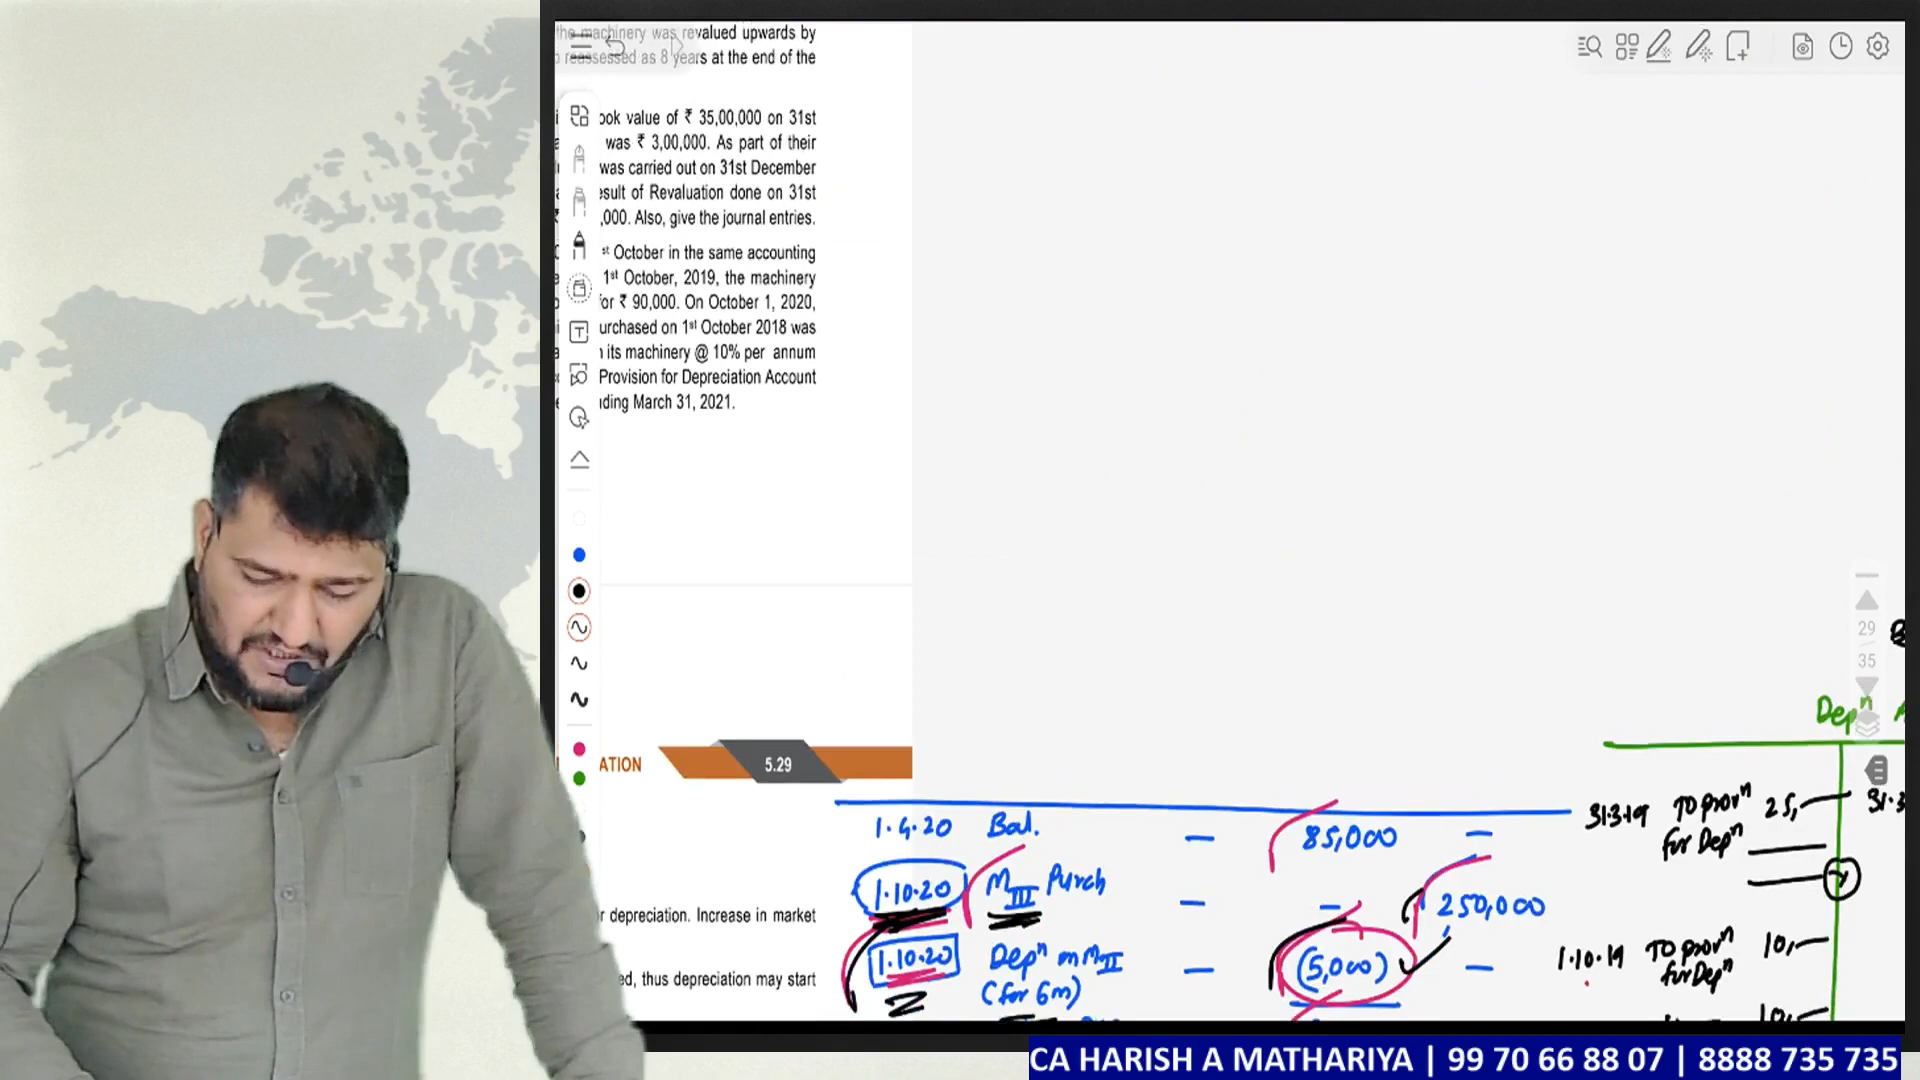 the machinery was revalued upwards by
reassessed as 8 years at the end of the
ook value of ₹ 35,00,000 on 31st
was ₹ 3,00,000. As part of their
was carried out on 31st December
esult of Revaluation done on 31st
,000. Also, give the journal entries.
st October in the same accounting
1st October, 2019, the machinery
for ₹ 90,000. On October 1, 2020,
urchased on 1st October 2018 was
its machinery @ 10% per annum
Provision for Depreciation Account
ding March 31, 2021.
29
35
ATION
5.29
Depn
1.4.20 Bal. — 85,000 —
31.3.19 To provn for Depn 25,—
31.3
1.10.20 MIII Purch — — 250,000
1.10.20 Depn on MII (for 6m) — (5,000) —
1.10.19 To provn for Depn 10,—
10,—
r depreciation. Increase in market
ed, thus depreciation may start
CA HARISH A MATHARIYA | 99 70 66 88 07 | 8888 735 735